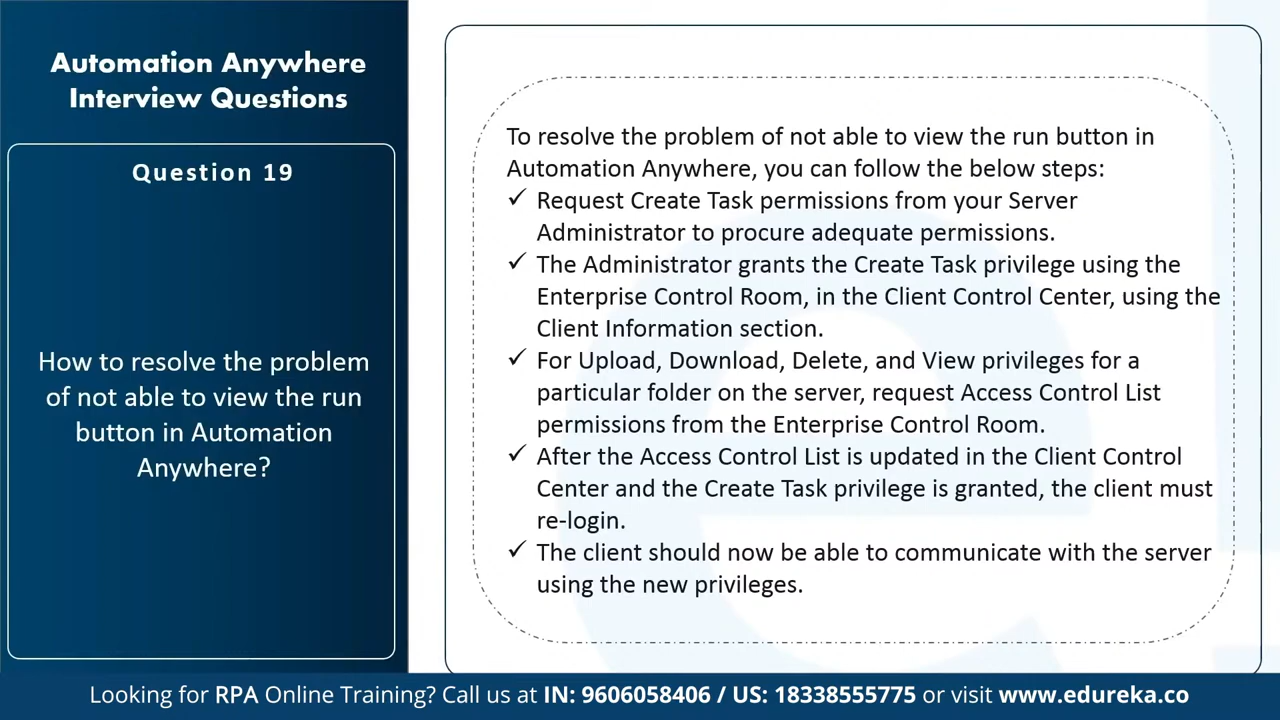 Automation Anywhere
Interview Questions
Question 19
How to resolve the problem
of not able to view the run
button in Automation
Anywhere?
To resolve the problem of not able to view the run button in
Automation Anywhere, you can follow the below steps:
✓ Request Create Task permissions from your Server
Administrator to procure adequate permissions.
✓ The Administrator grants the Create Task privilege using the
Enterprise Control Room, in the Client Control Center, using the
Client Information section.
✓ For Upload, Download, Delete, and View privileges for a
particular folder on the server, request Access Control List
permissions from the Enterprise Control Room.
✓ After the Access Control List is updated in the Client Control
Center and the Create Task privilege is granted, the client must
re-login.
✓ The client should now be able to communicate with the server
using the new privileges.
Looking for RPA Online Training? Call us at IN: 9606058406 / US: 18338555775 or visit www.edureka.co